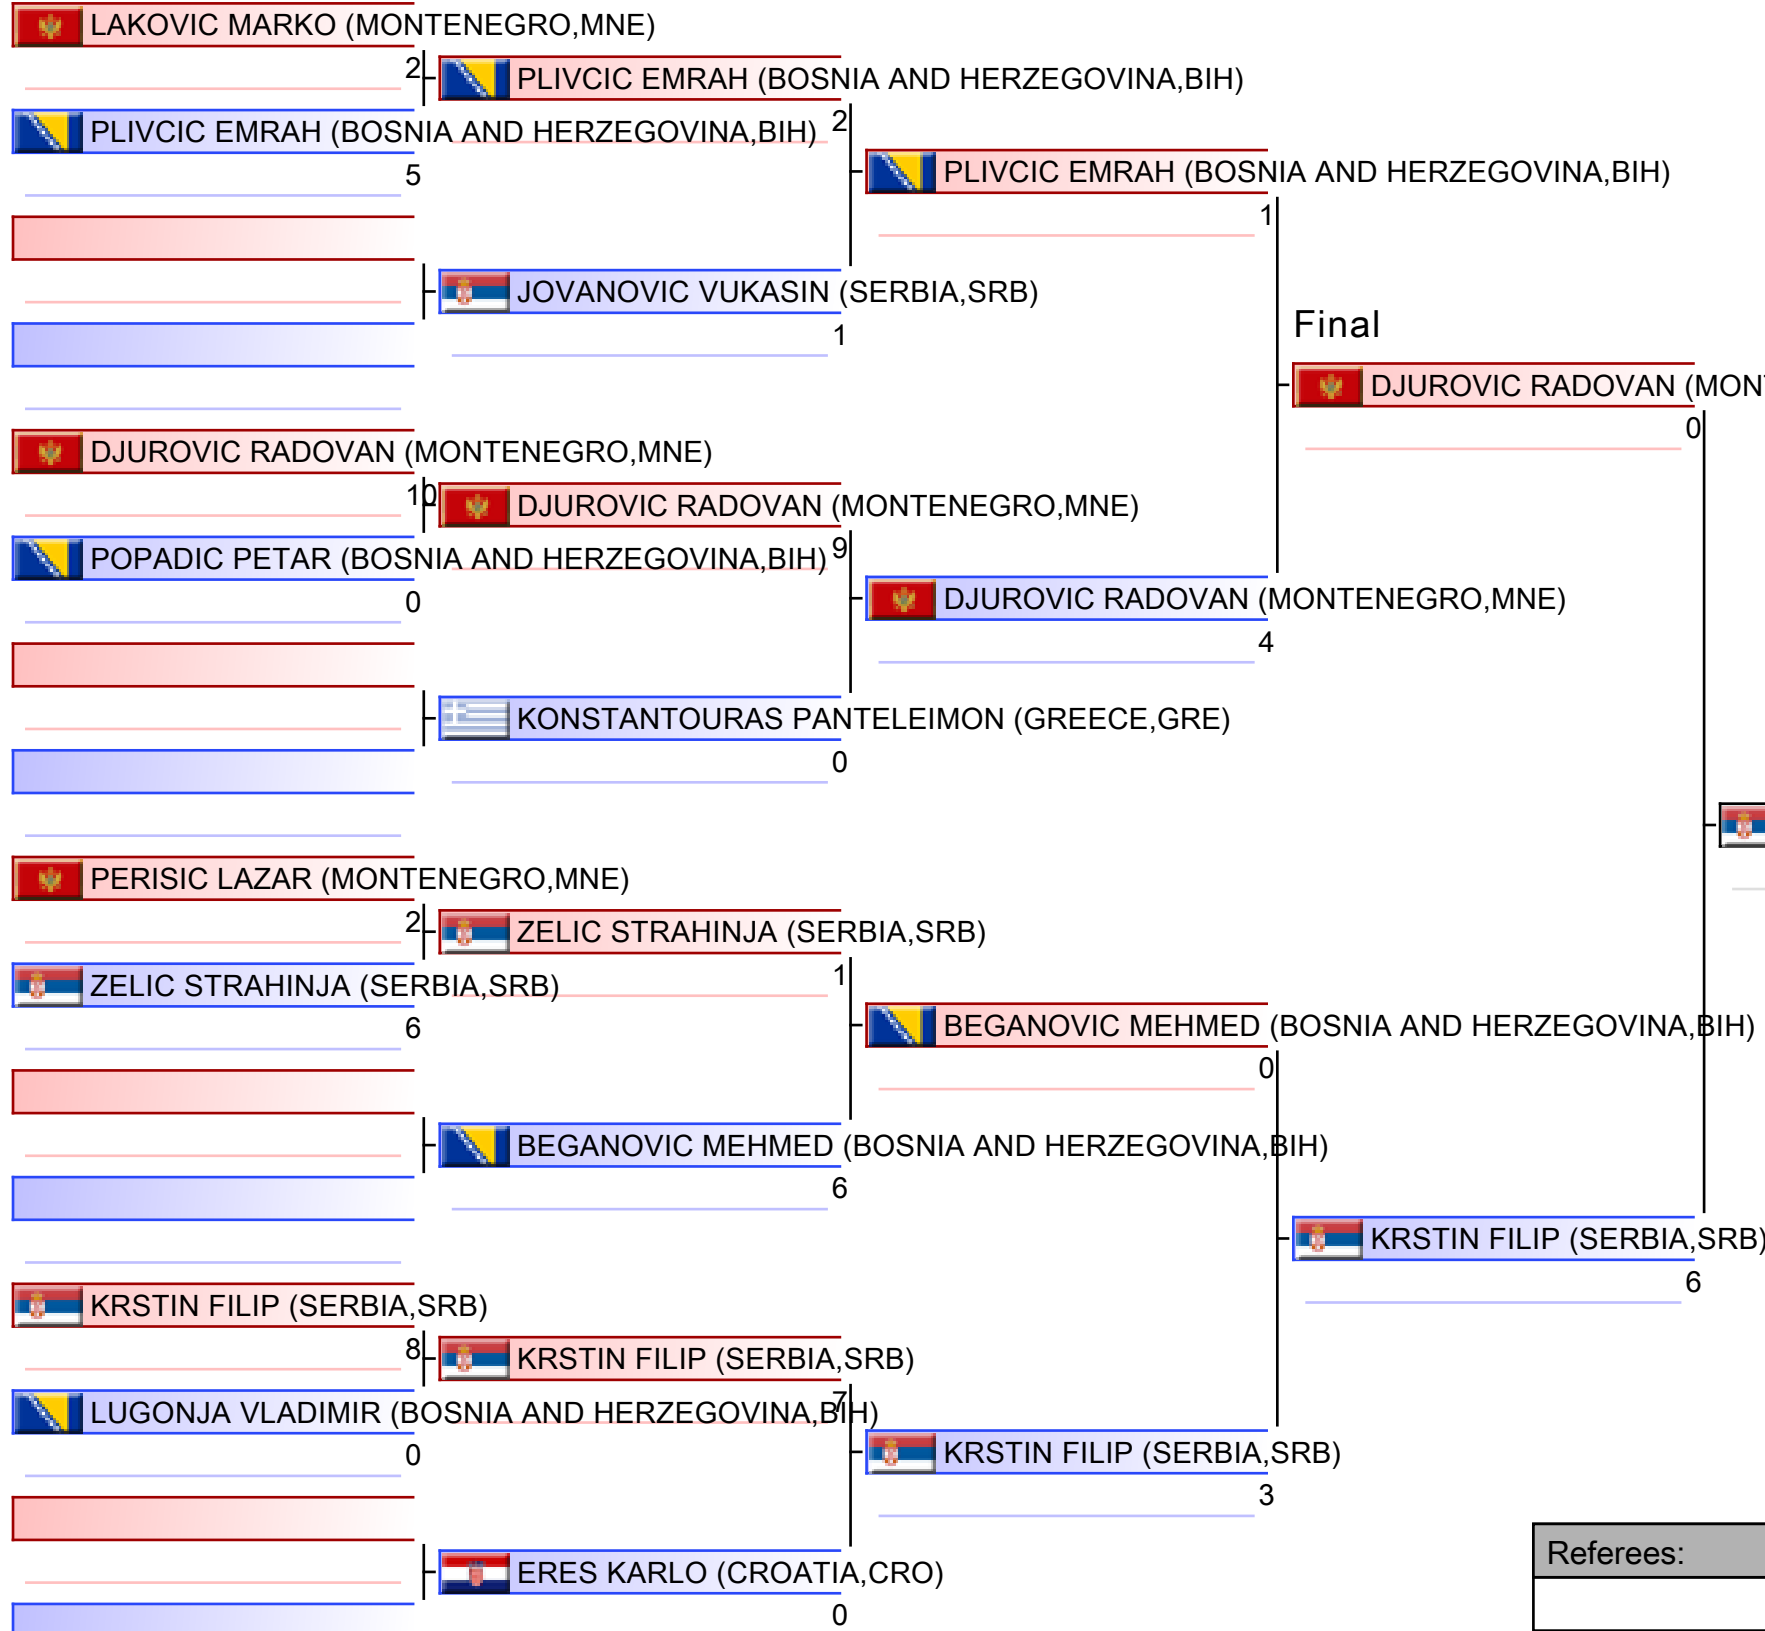 LAKOVIC MARKO (MONTENEGRO,MNE)
2
PLIVCIC EMRAH (BOSNIA AND HERZEGOVINA,BIH)
PLIVCIC EMRAH (BOSNIA AND HERZEGOVINA,BIH)
2
5
PLIVCIC EMRAH (BOSNIA AND HERZEGOVINA,BIH)
1
JOVANOVIC VUKASIN (SERBIA,SRB)
1
Final
DJUROVIC RADOVAN (MON
0
DJUROVIC RADOVAN (MONTENEGRO,MNE)
10
DJUROVIC RADOVAN (MONTENEGRO,MNE)
POPADIC PETAR (BOSNIA AND HERZEGOVINA,BIH)
9
0
DJUROVIC RADOVAN (MONTENEGRO,MNE)
4
KONSTANTOURAS PANTELEIMON (GREECE,GRE)
0
PERISIC LAZAR (MONTENEGRO,MNE)
2
ZELIC STRAHINJA (SERBIA,SRB)
ZELIC STRAHINJA (SERBIA,SRB)
1
6
BEGANOVIC MEHMED (BOSNIA AND HERZEGOVINA,BIH)
0
BEGANOVIC MEHMED (BOSNIA AND HERZEGOVINA,BIH)
6
KRSTIN FILIP (SERBIA,SRB)
6
KRSTIN FILIP (SERBIA,SRB)
8
KRSTIN FILIP (SERBIA,SRB)
LUGONJA VLADIMIR (BOSNIA AND HERZEGOVINA,BIH)
7
0
KRSTIN FILIP (SERBIA,SRB)
3
ERES KARLO (CROATIA,CRO)
0
Referees: